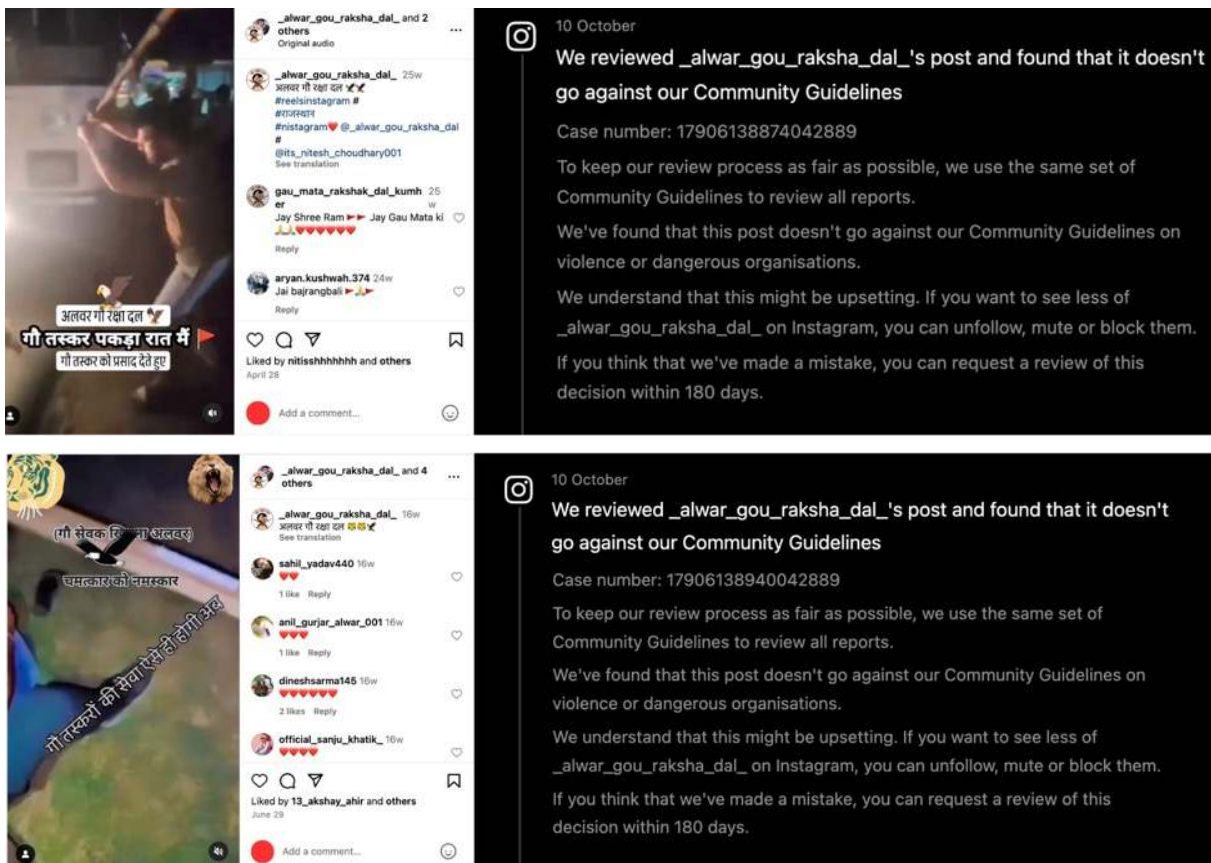 _alwar_gou_raksha_dal_ and 2
others
Original audio
_alwar_gou_raksha_dal_ 25w
अलवर गौ रक्षा दल
#reelsinstagram #
#राजस्थान
#nistagram @_alwar_gou_raksha_dal
#
@its_nitesh_choudhary001
See translation
gau_mata_rakshak_dal_kumh 25
er w
Jay Shree Ram Jay Gau Mata ki
Reply
aryan.kushwah.374 24w
Jai bajrangbali
Reply
Liked by nitisshhhhhhh and others
April 28
Add a comment...
अलवर गौ रक्षा दल
गौ तस्कर पकड़ा रात मैं
गौ तस्कर को प्रसाद देते हुए
10 October
We reviewed _alwar_gou_raksha_dal_'s post and found that it doesn't
go against our Community Guidelines
Case number: 17906138874042889
To keep our review process as fair as possible, we use the same set of
Community Guidelines to review all reports.
We've found that this post doesn't go against our Community Guidelines on
violence or dangerous organisations.
We understand that this might be upsetting. If you want to see less of
_alwar_gou_raksha_dal_ on Instagram, you can unfollow, mute or block them.
If you think that we've made a mistake, you can request a review of this
decision within 180 days.
(गौ सेवक अलवर)
चमत्कार को नमस्कार
गौ तस्करों की सेवा ऐसे ही होगी अब
_alwar_gou_raksha_dal_ and 4
others
_alwar_gou_raksha_dal_ 16w
अलवर गौ रक्षा दल
See translation
sahil_yadav440 16w
1 like Reply
anil_gurjar_alwar_001 16w
1 like Reply
dineshsarma145 16w
2 likes Reply
official_sanju_khatik_ 16w
Liked by 13_akshay_ahir and others
June 29
Add a comment...
10 October
We reviewed _alwar_gou_raksha_dal_'s post and found that it doesn't
go against our Community Guidelines
Case number: 17906138940042889
To keep our review process as fair as possible, we use the same set of
Community Guidelines to review all reports.
We've found that this post doesn't go against our Community Guidelines on
violence or dangerous organisations.
We understand that this might be upsetting. If you want to see less of
_alwar_gou_raksha_dal_ on Instagram, you can unfollow, mute or block them.
If you think that we've made a mistake, you can request a review of this
decision within 180 days.